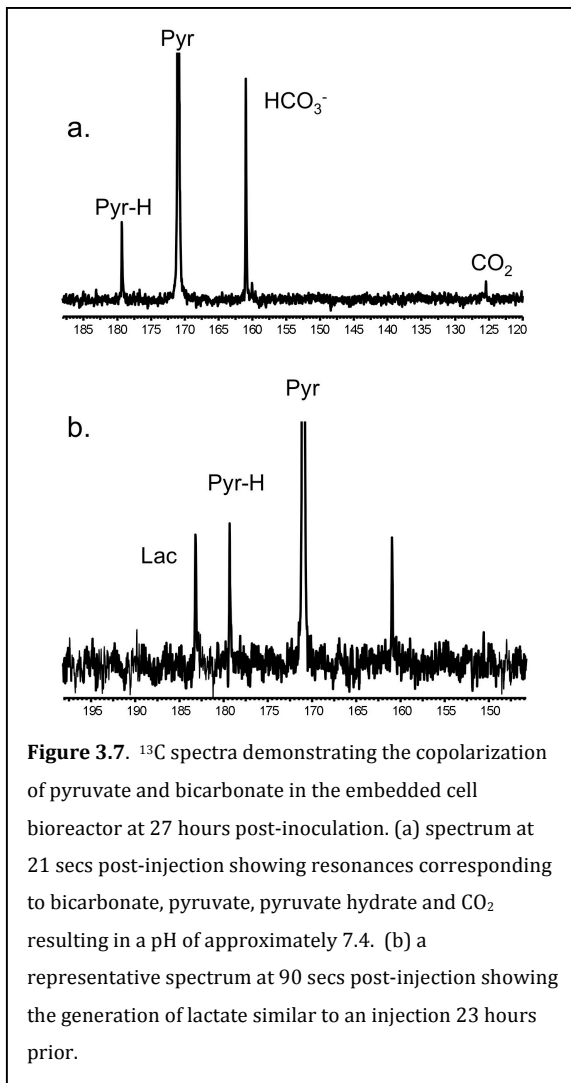 Pyr
a.
HCO₃⁻
Pyr-H
CO₂
185 180 175 170 165 160 155 150 145 140 135 130 125 120
Pyr
b.
Pyr-H
Lac
195 190 185 180 175 170 165 160 155 150
Figure 3.7. ¹³C spectra demonstrating the copolarization
of pyruvate and bicarbonate in the embedded cell
bioreactor at 27 hours post-inoculation. (a) spectrum at
21 secs post-injection showing resonances corresponding
to bicarbonate, pyruvate, pyruvate hydrate and CO₂
resulting in a pH of approximately 7.4. (b) a
representative spectrum at 90 secs post-injection showing
the generation of lactate similar to an injection 23 hours
prior.